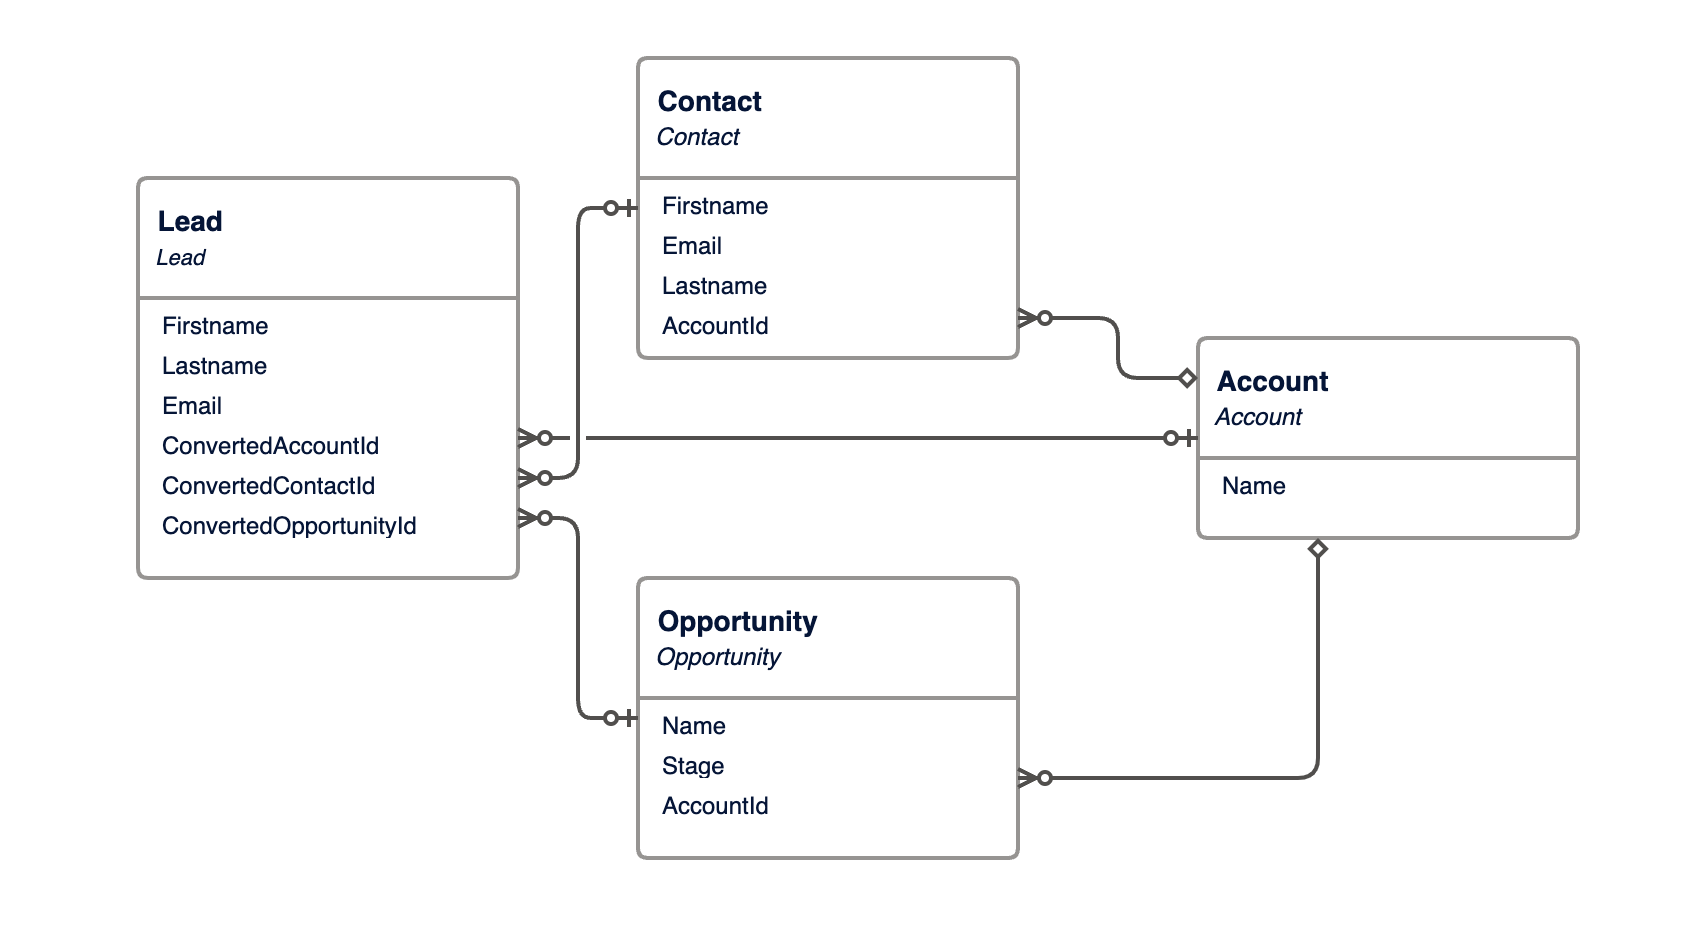 Contact
Contact
Firstname
Email
Lastname
AccountId
Lead
Lead
Firstname
Lastname
Email
ConvertedAccountId
ConvertedContactId
ConvertedOpportunityId
Account
Account
Name
Opportunity
Opportunity
Name
Stage
AccountId